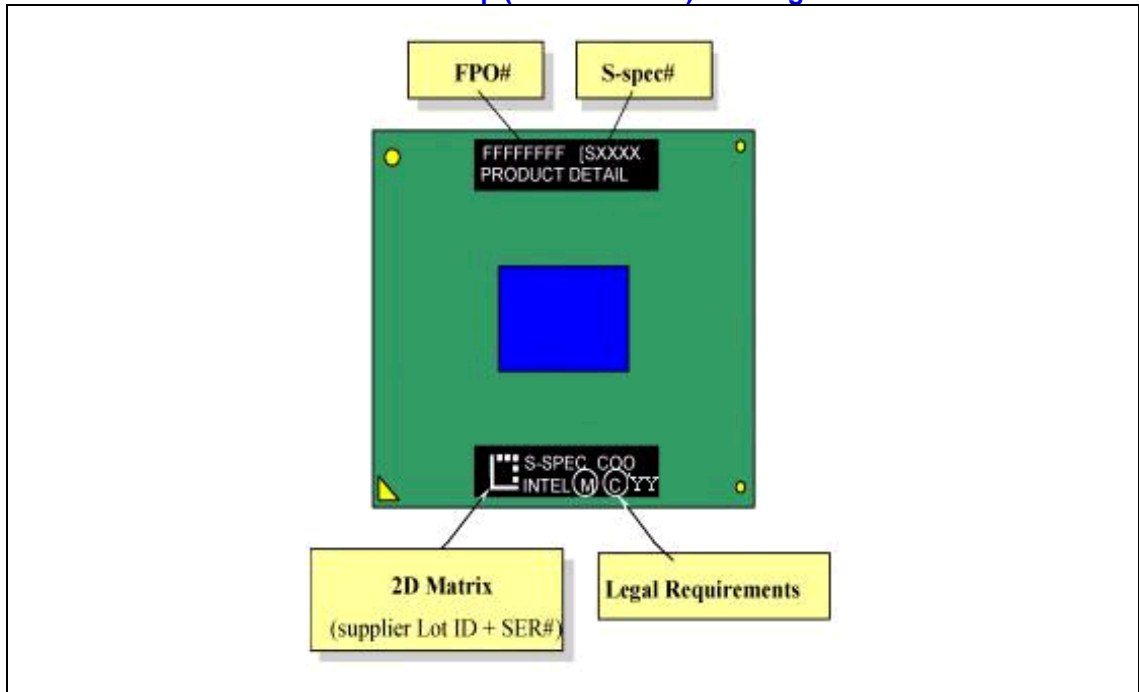 FPO#
S-spec#
FFFFFFFF [SXXXX
PRODUCT DETAIL
S-SPEC COO
INTEL Ⓜ Ⓒ'YY
2D Matrix
(supplier Lot ID + SER#)
Legal Requirements